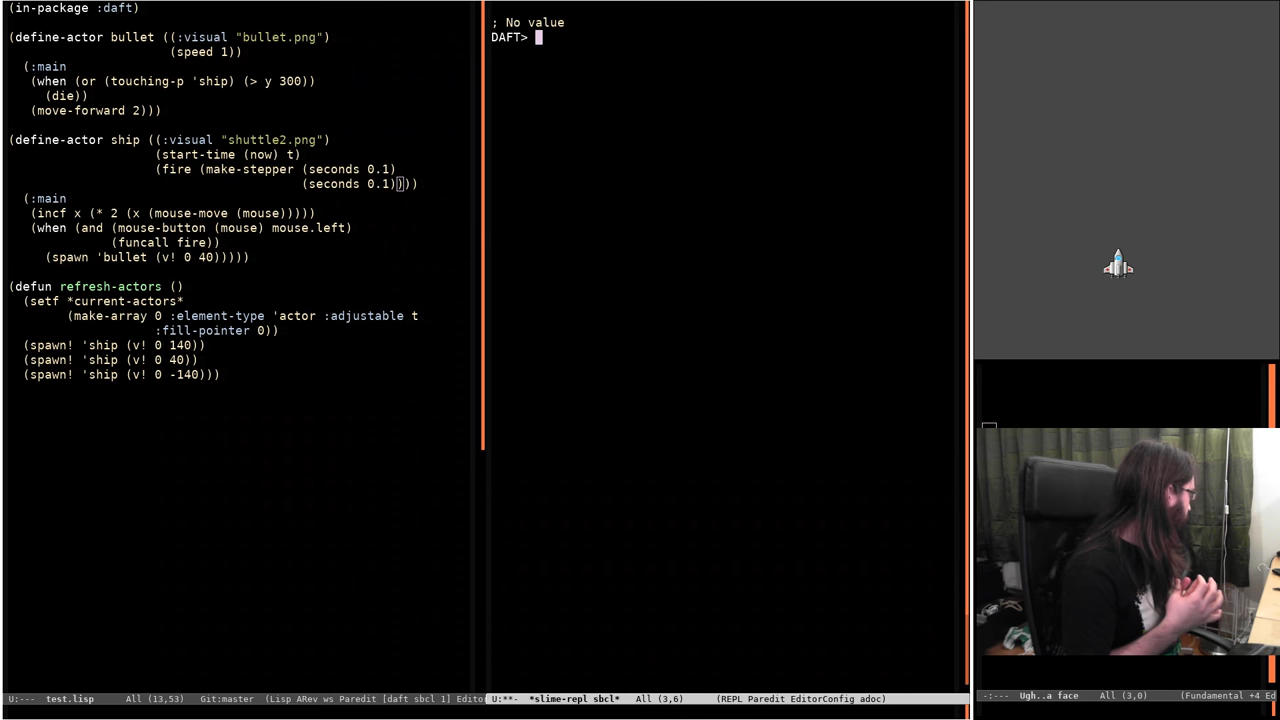 (in-package :daft)
(define-actor bullet ((:visual "bullet.png")
(speed 1))
(:main
(when (or (touching-p 'ship) (> y 300))
(die))
(move-forward 2)))
(define-actor ship ((:visual "shuttle2.png")
(start-time (now) t)
(fire (make-stepper (seconds 0.1)
(seconds 0.1))))
(:main
(incf x (* 2 (x (mouse-move (mouse)))))
(when (and (mouse-button (mouse) mouse.left)
(funcall fire))
(spawn 'bullet (v! 0 40)))))
(defun refresh-actors ()
(setf *current-actors*
(make-array 0 :element-type 'actor :adjustable t
:fill-pointer 0))
(spawn! 'ship (v! 0 140))
(spawn! 'ship (v! 0 40))
(spawn! 'ship (v! 0 -140)))
U:--- test.lisp All (13,53) Git:master (Lisp ARev ws Paredit [daft sbcl 1] Editor
; No value
DAFT>
U:**- *slime-repl sbcl* All (3,6) (REPL Paredit EditorConfig adoc)
-:--- Ugh..a face All (3,0) (Fundamental +4 Ed